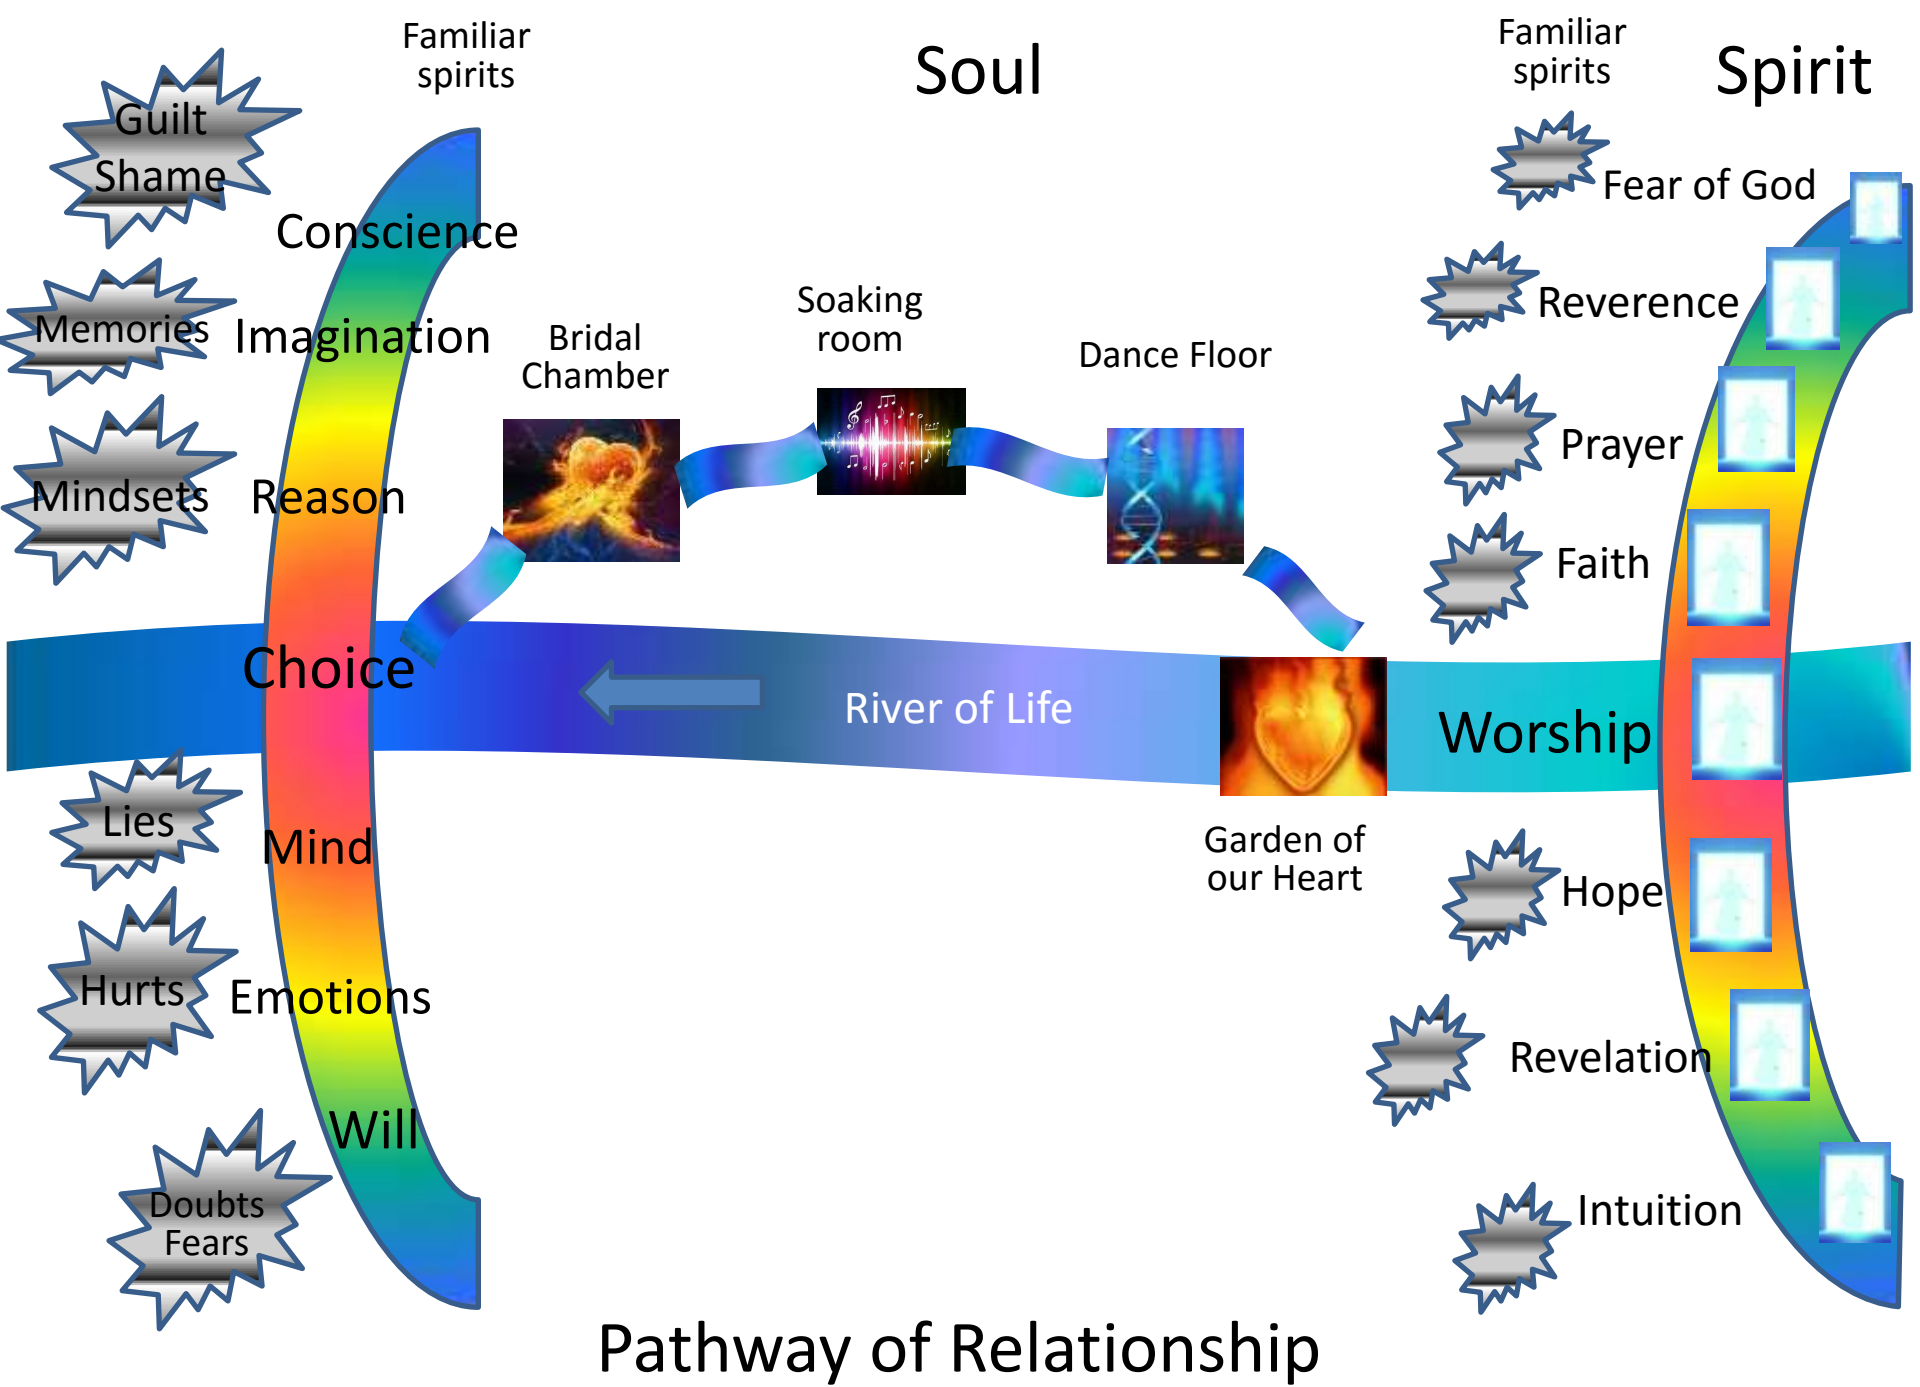 Familiar
spirits
Soul
Familiar
spirits
Spirit
Guilt
Shame
Conscience
Fear of God
Memories
Imagination
Bridal
Chamber
Soaking
room
Dance Floor
Reverence
Mindsets
Reason
Prayer
Faith
Choice
River of Life
Worship
Lies
Mind
Garden of
our Heart
Hope
Hurts
Emotions
Revelation
Will
Doubts
Fears
Intuition
Pathway of Relationship